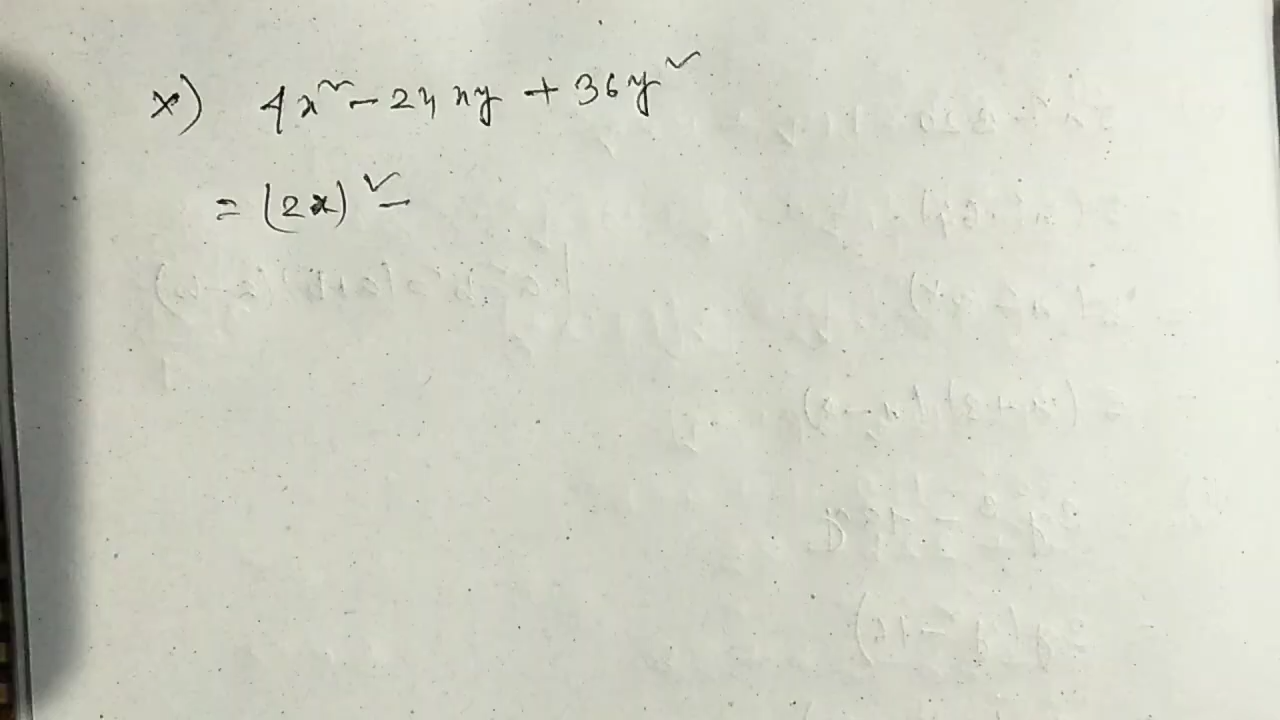 x) 4x² - 24xy + 36y²
= (2x)² -